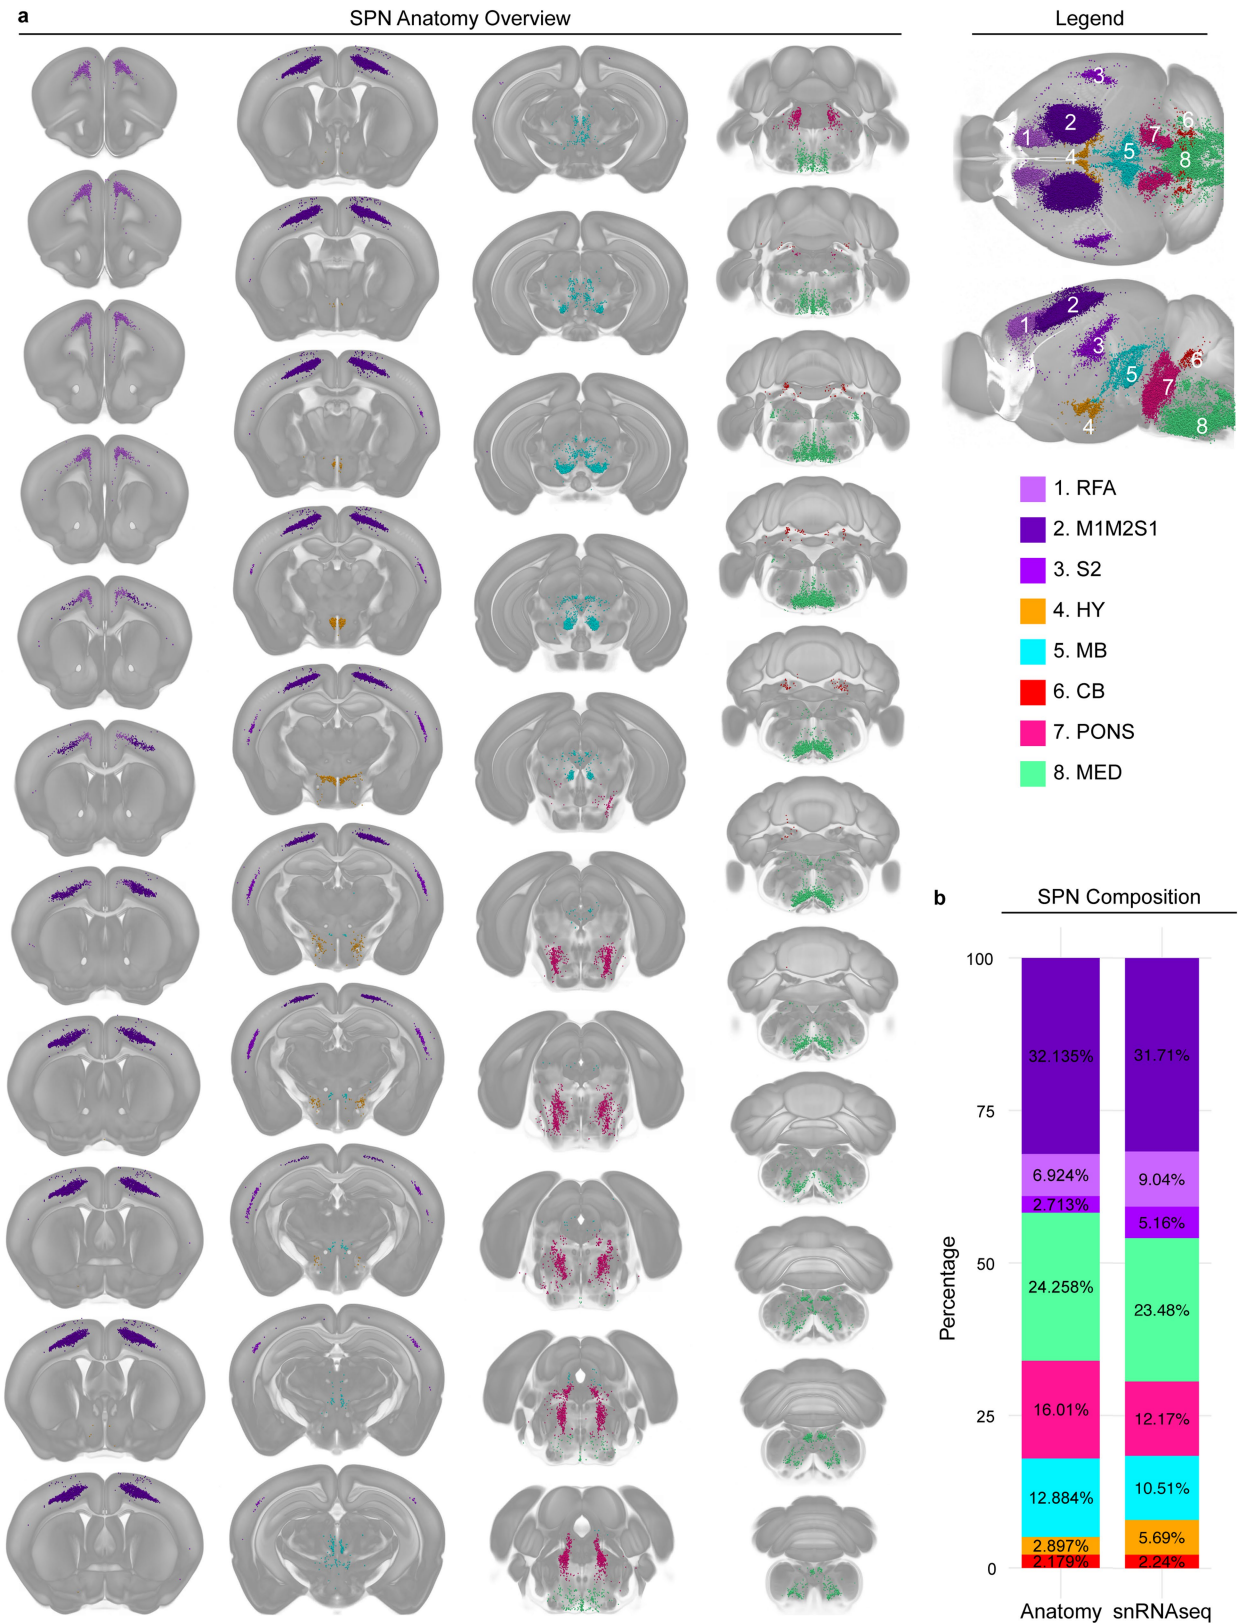 a
SPN Anatomy Overview
Legend
3
2
1
4
5
7
6
8
2
1
3
4
5
7
6
8
1. RFA
2. M1M2S1
3. S2
4. HY
5. MB
6. CB
7. PONS
8. MED
b
SPN Composition
100
75
50
25
0
Percentage
32.135%
31.71%
6.924%
9.04%
2.713%
5.16%
24.258%
23.48%
16.01%
12.17%
12.884%
10.51%
2.897%
5.69%
2.179%
2.24%
Anatomy snRNAseq